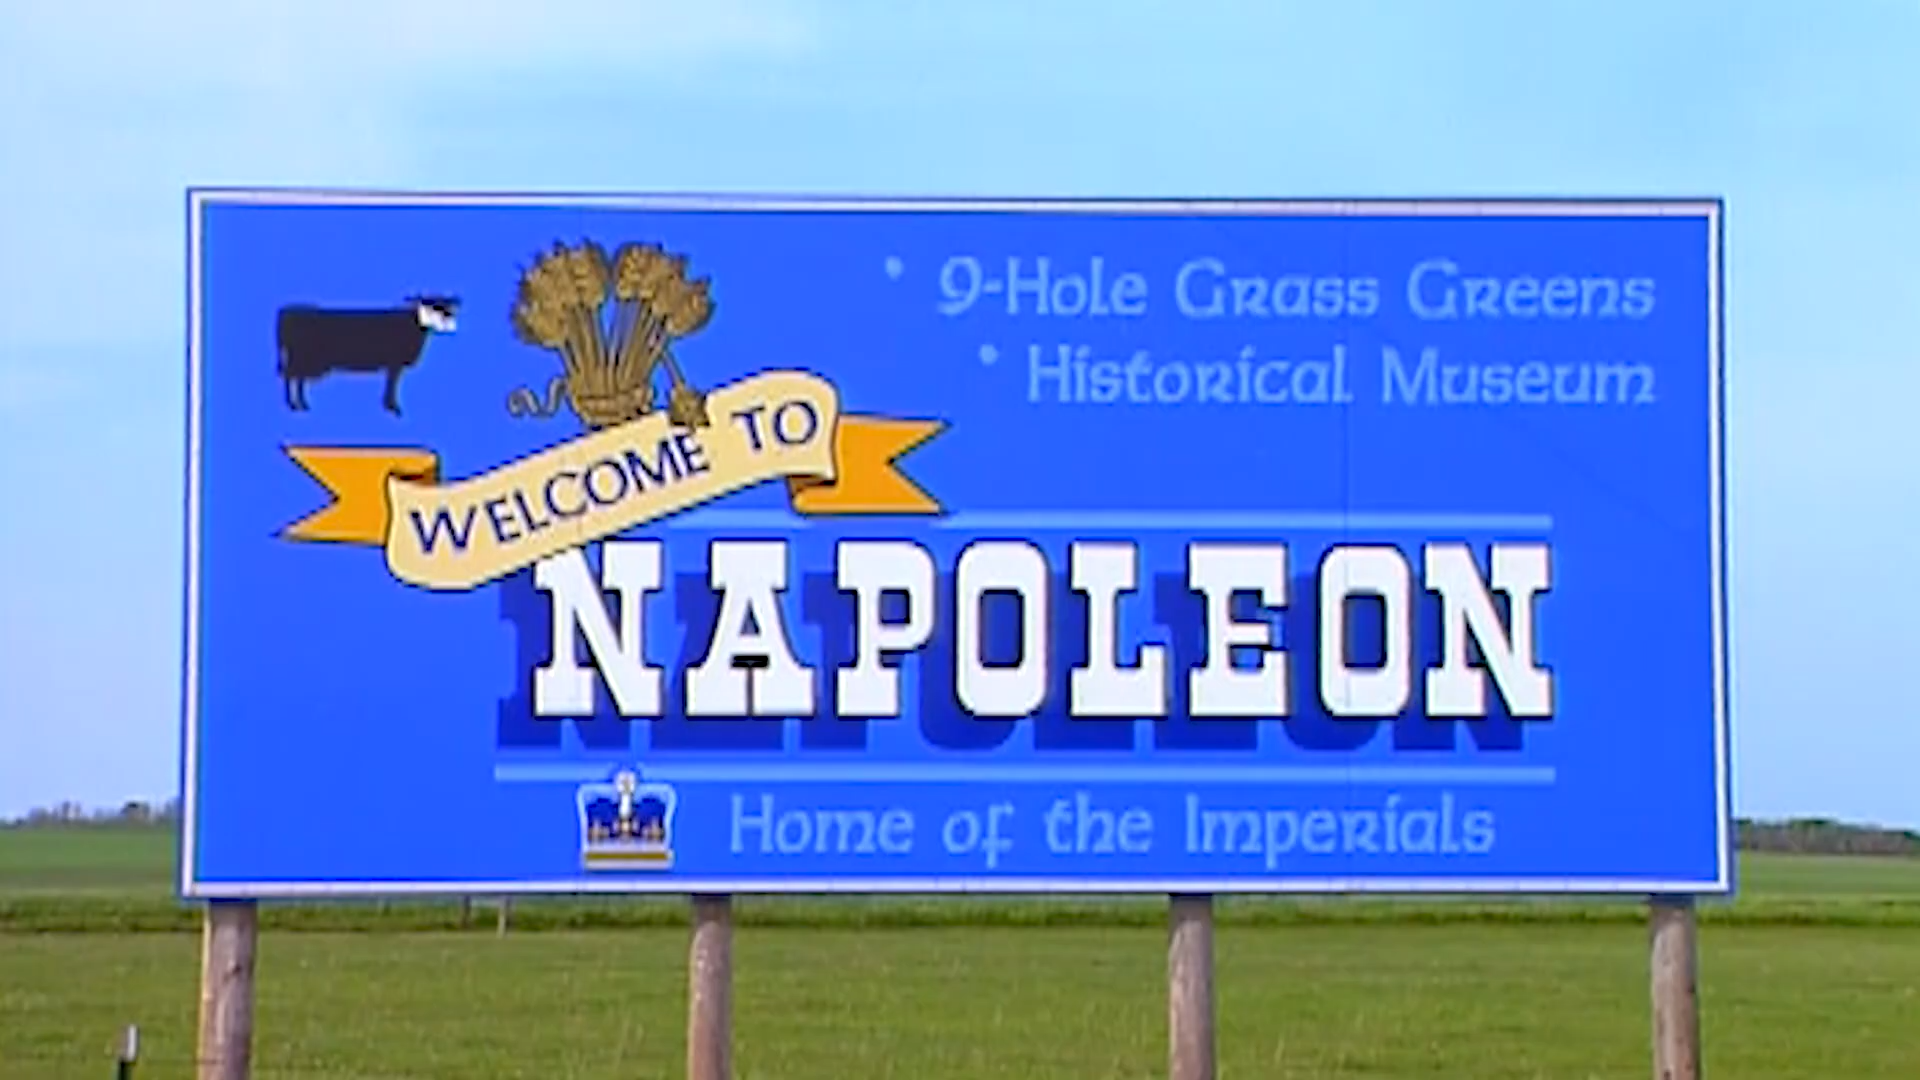 • 9-Hole Grass Greens
• Historical Museum
WELCOME TO
NAPOLEON
Home of the Imperials